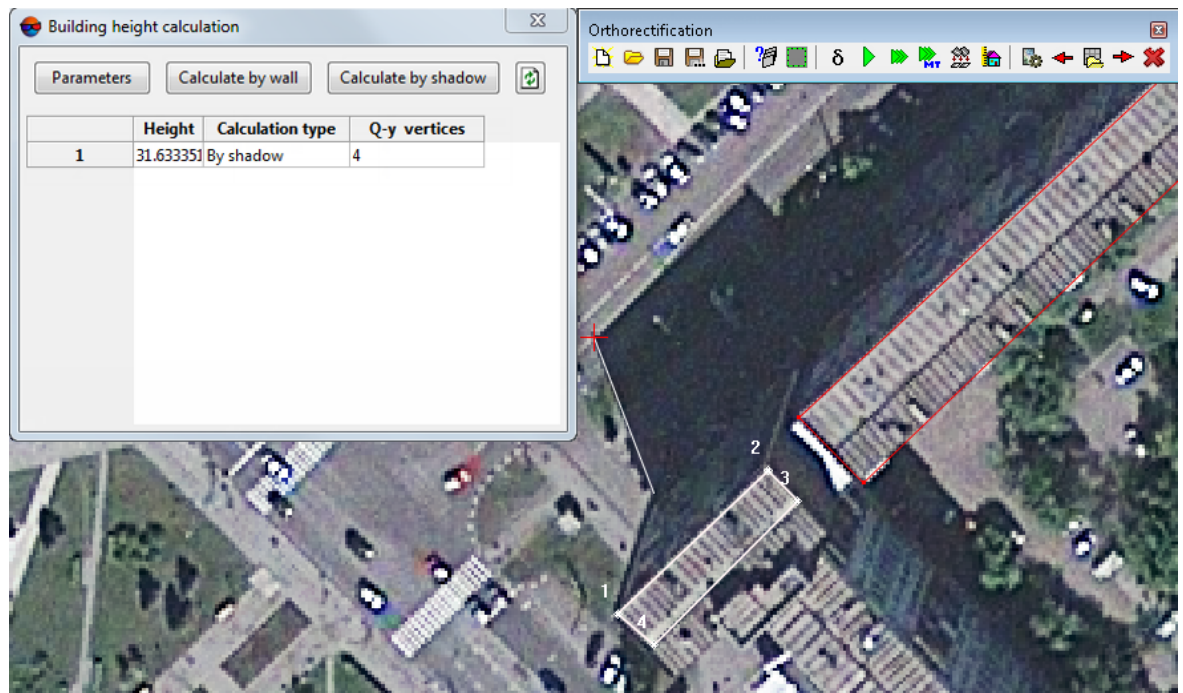 Building height calculation
Parameters
Calculate by wall
Calculate by shadow
Height Calculation type Q-y vertices
1 31.633351 By shadow 4
Orthorectification
δ
MT
2
3
1
4